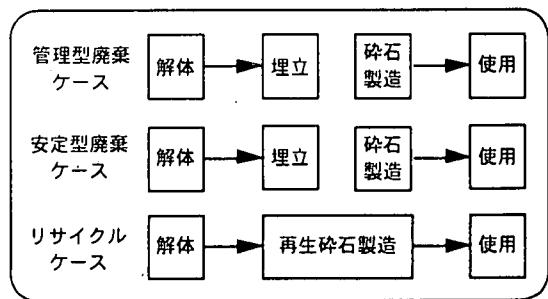 管理型廃棄
ケース
解体
埋立
砕石
製造
使用
安定型廃棄
ケース
解体
埋立
砕石
製造
使用
リサイクル
ケース
解体
再生砕石製造
使用